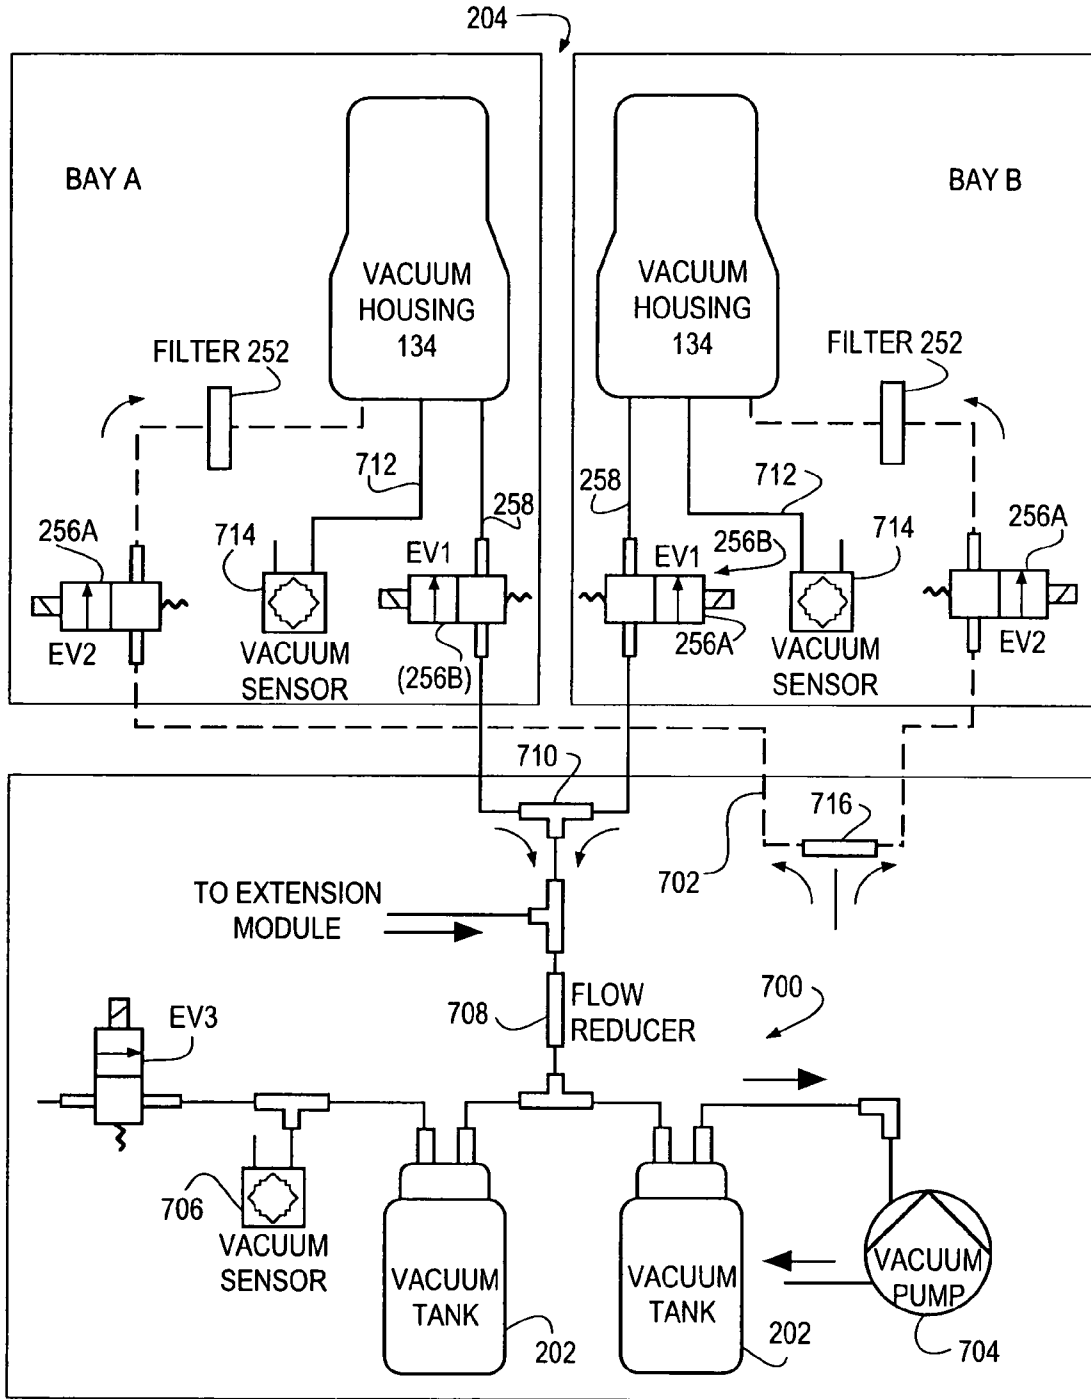 204
BAY A
BAY B
VACUUM
HOUSING
134
VACUUM
HOUSING
134
FILTER 252
FILTER 252
712
258
258
712
256A
714
EV1
EV1
256B
714
256A
EV2
VACUUM
SENSOR
(256B)
256A
VACUUM
SENSOR
EV2
710
716
702
TO EXTENSION
MODULE
708
FLOW
REDUCER
700
EV3
706
VACUUM
SENSOR
VACUUM
TANK
202
VACUUM
TANK
202
VACUUM
PUMP
704